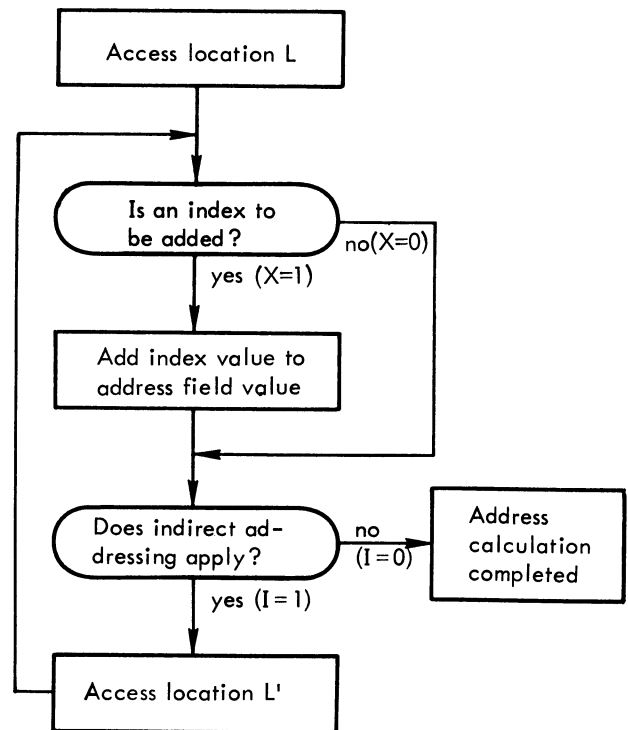 Access location L
Is an index to
be added?
no(X=0)
yes (X=1)
Add index value to
address field value
Does indirect ad-
dressing apply?
no
(I=0)
Address
calculation
completed
yes (I=1)
Access location L'